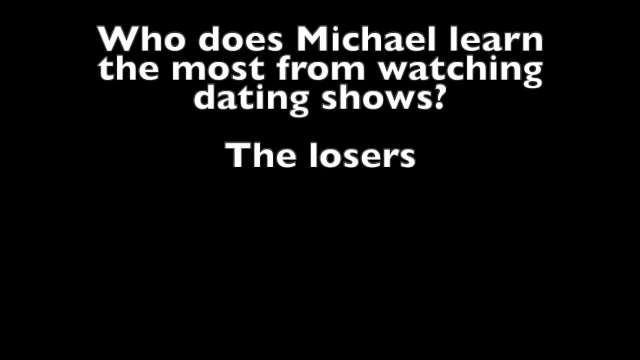 Who does Michael learn
the most from watching
dating shows?
The losers